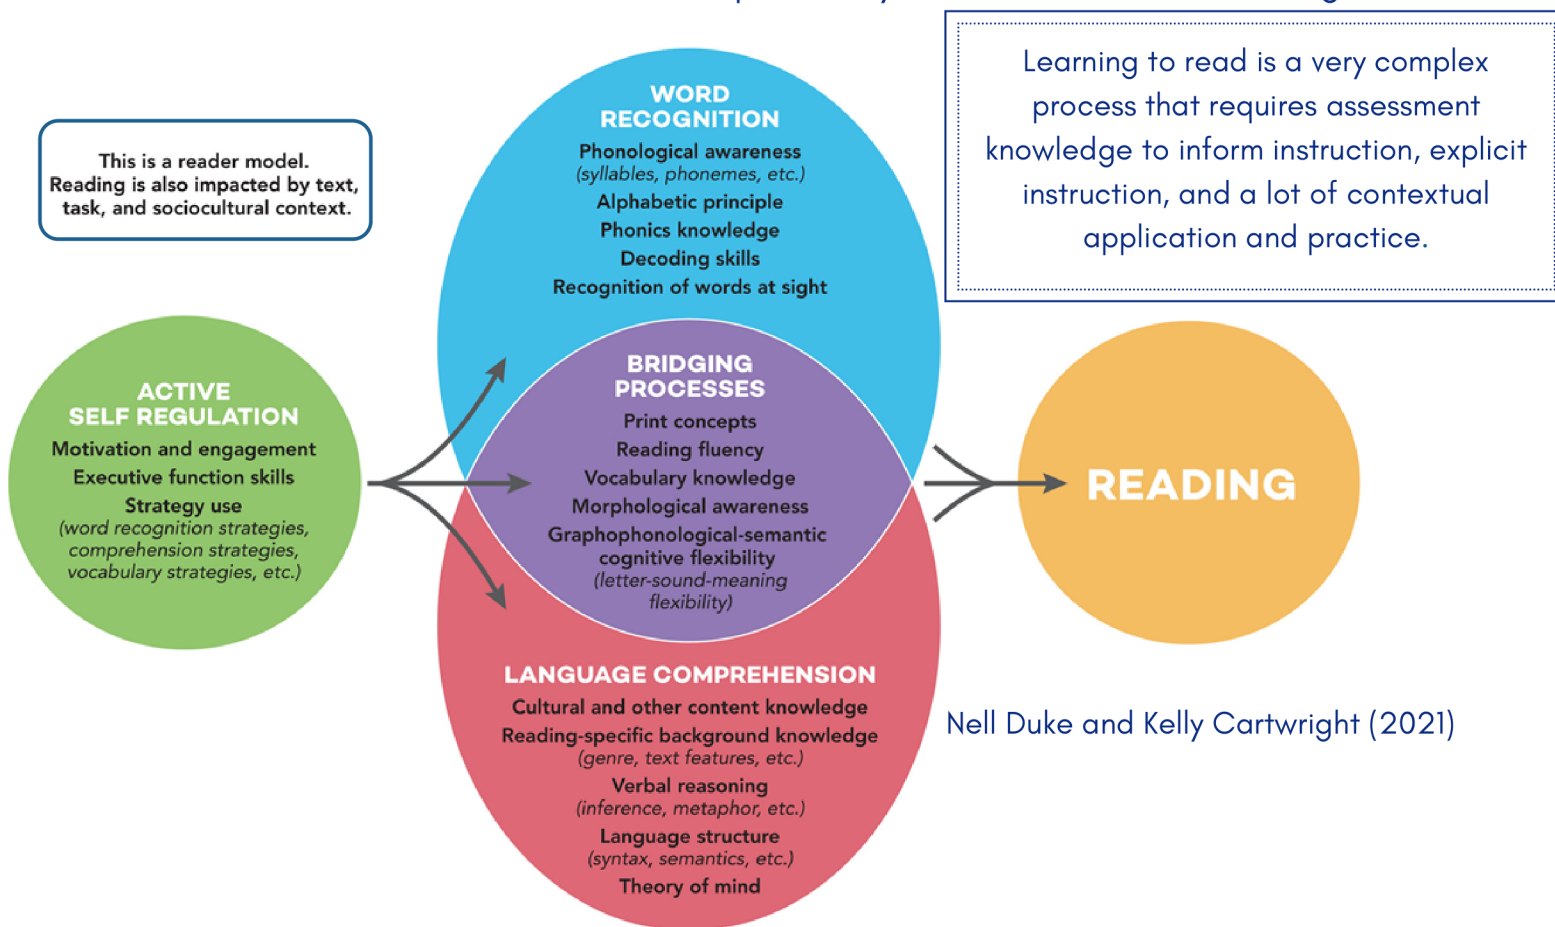 Learning to read is a very complex
process that requires assessment
knowledge to inform instruction, explicit
instruction, and a lot of contextual
application and practice.
This is a reader model.
Reading is also impacted by text,
task, and sociocultural context.
ACTIVE
SELF REGULATION
Motivation and engagement
Executive function skills
Strategy use
(word recognition strategies,
comprehension strategies,
vocabulary strategies, etc.)
WORD
RECOGNITION
Phonological awareness
(syllables, phonemes, etc.)
Alphabetic principle
Phonics knowledge
Decoding skills
Recognition of words at sight
BRIDGING
PROCESSES
Print concepts
Reading fluency
Vocabulary knowledge
Morphological awareness
Graphophonological-semantic
cognitive flexibility
(letter-sound-meaning
flexibility)
LANGUAGE COMPREHENSION
Cultural and other content knowledge
Reading-specific background knowledge
(genre, text features, etc.)
Verbal reasoning
(inference, metaphor, etc.)
Language structure
(syntax, semantics, etc.)
Theory of mind
READING
Nell Duke and Kelly Cartwright (2021)